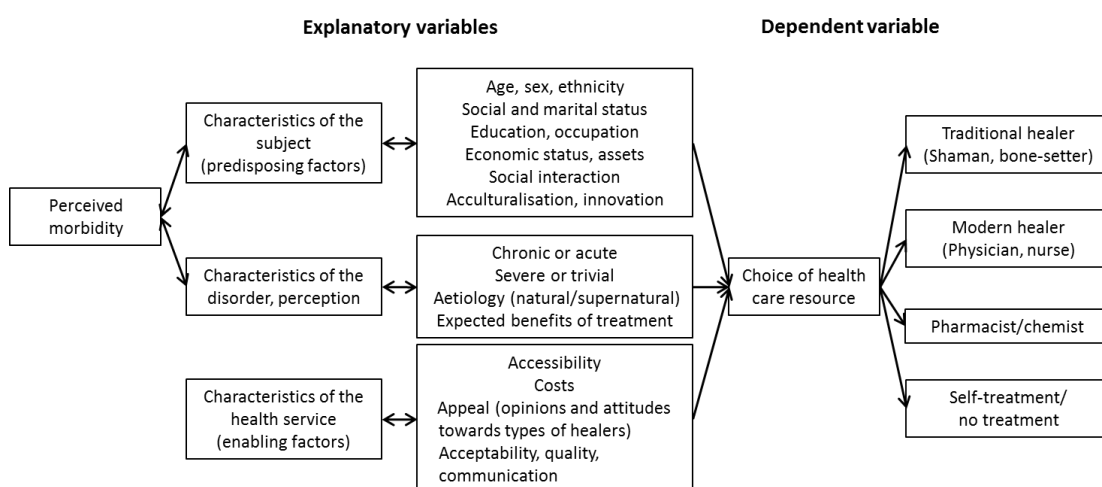 Explanatory variables
Dependent variable
Perceived
morbidity
Characteristics of the
subject
(predisposing factors)
Characteristics of the
disorder, perception
Characteristics of the
health service
(enabling factors)
Age, sex, ethnicity
Social and marital status
Education, occupation
Economic status, assets
Social interaction
Acculturalisation, innovation
Chronic or acute
Severe or trivial
Aetiology (natural/supernatural)
Expected benefits of treatment
Accessibility
Costs
Appeal (opinions and attitudes
towards types of healers)
Acceptability, quality,
communication
Choice of health
care resource
Traditional healer
(Shaman, bone-setter)
Modern healer
(Physician, nurse)
Pharmacist/chemist
Self-treatment/
no treatment